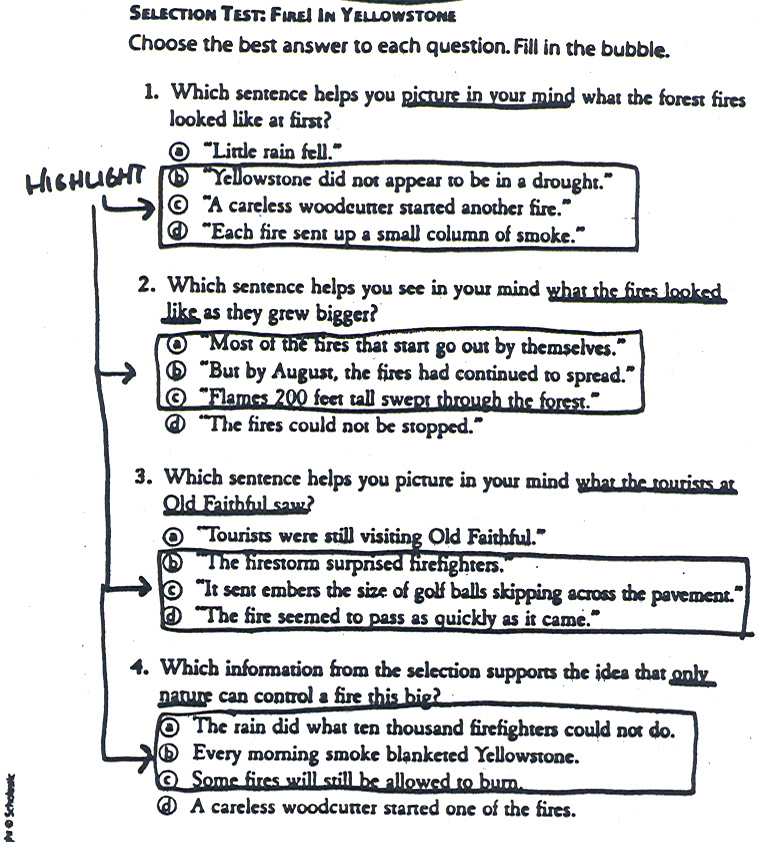 SELECTION TEST: FIRE! IN YELLOWSTONE
Choose the best answer to each question. Fill in the bubble.
1. Which sentence helps you picture in your mind what the forest fires
looked like at first?
ⓐ "Little rain fell."
HIGHLIGHT
ⓑ "Yellowstone did not appear to be in a drought."
ⓒ "A careless woodcutter started another fire."
ⓓ "Each fire sent up a small column of smoke."
2. Which sentence helps you see in your mind what the fires looked
like as they grew bigger?
ⓐ "Most of the fires that start go out by themselves."
ⓑ "But by August, the fires had continued to spread."
ⓒ "Flames 200 feet tall swept through the forest."
ⓓ "The fires could not be stopped."
3. Which sentence helps you picture in your mind what the tourists at
Old Faithful saw?
ⓐ "Tourists were still visiting Old Faithful."
ⓑ "The firestorm surprised firefighters."
ⓒ "It sent embers the size of golf balls skipping across the pavement."
ⓓ "The fire seemed to pass as quickly as it came."
4. Which information from the selection supports the idea that only
nature can control a fire this big?
ⓐ The rain did what ten thousand firefighters could not do.
ⓑ Every morning smoke blanketed Yellowstone.
ⓒ Some fires will still be allowed to burn.
ⓓ A careless woodcutter started one of the fires.
© Scholastic